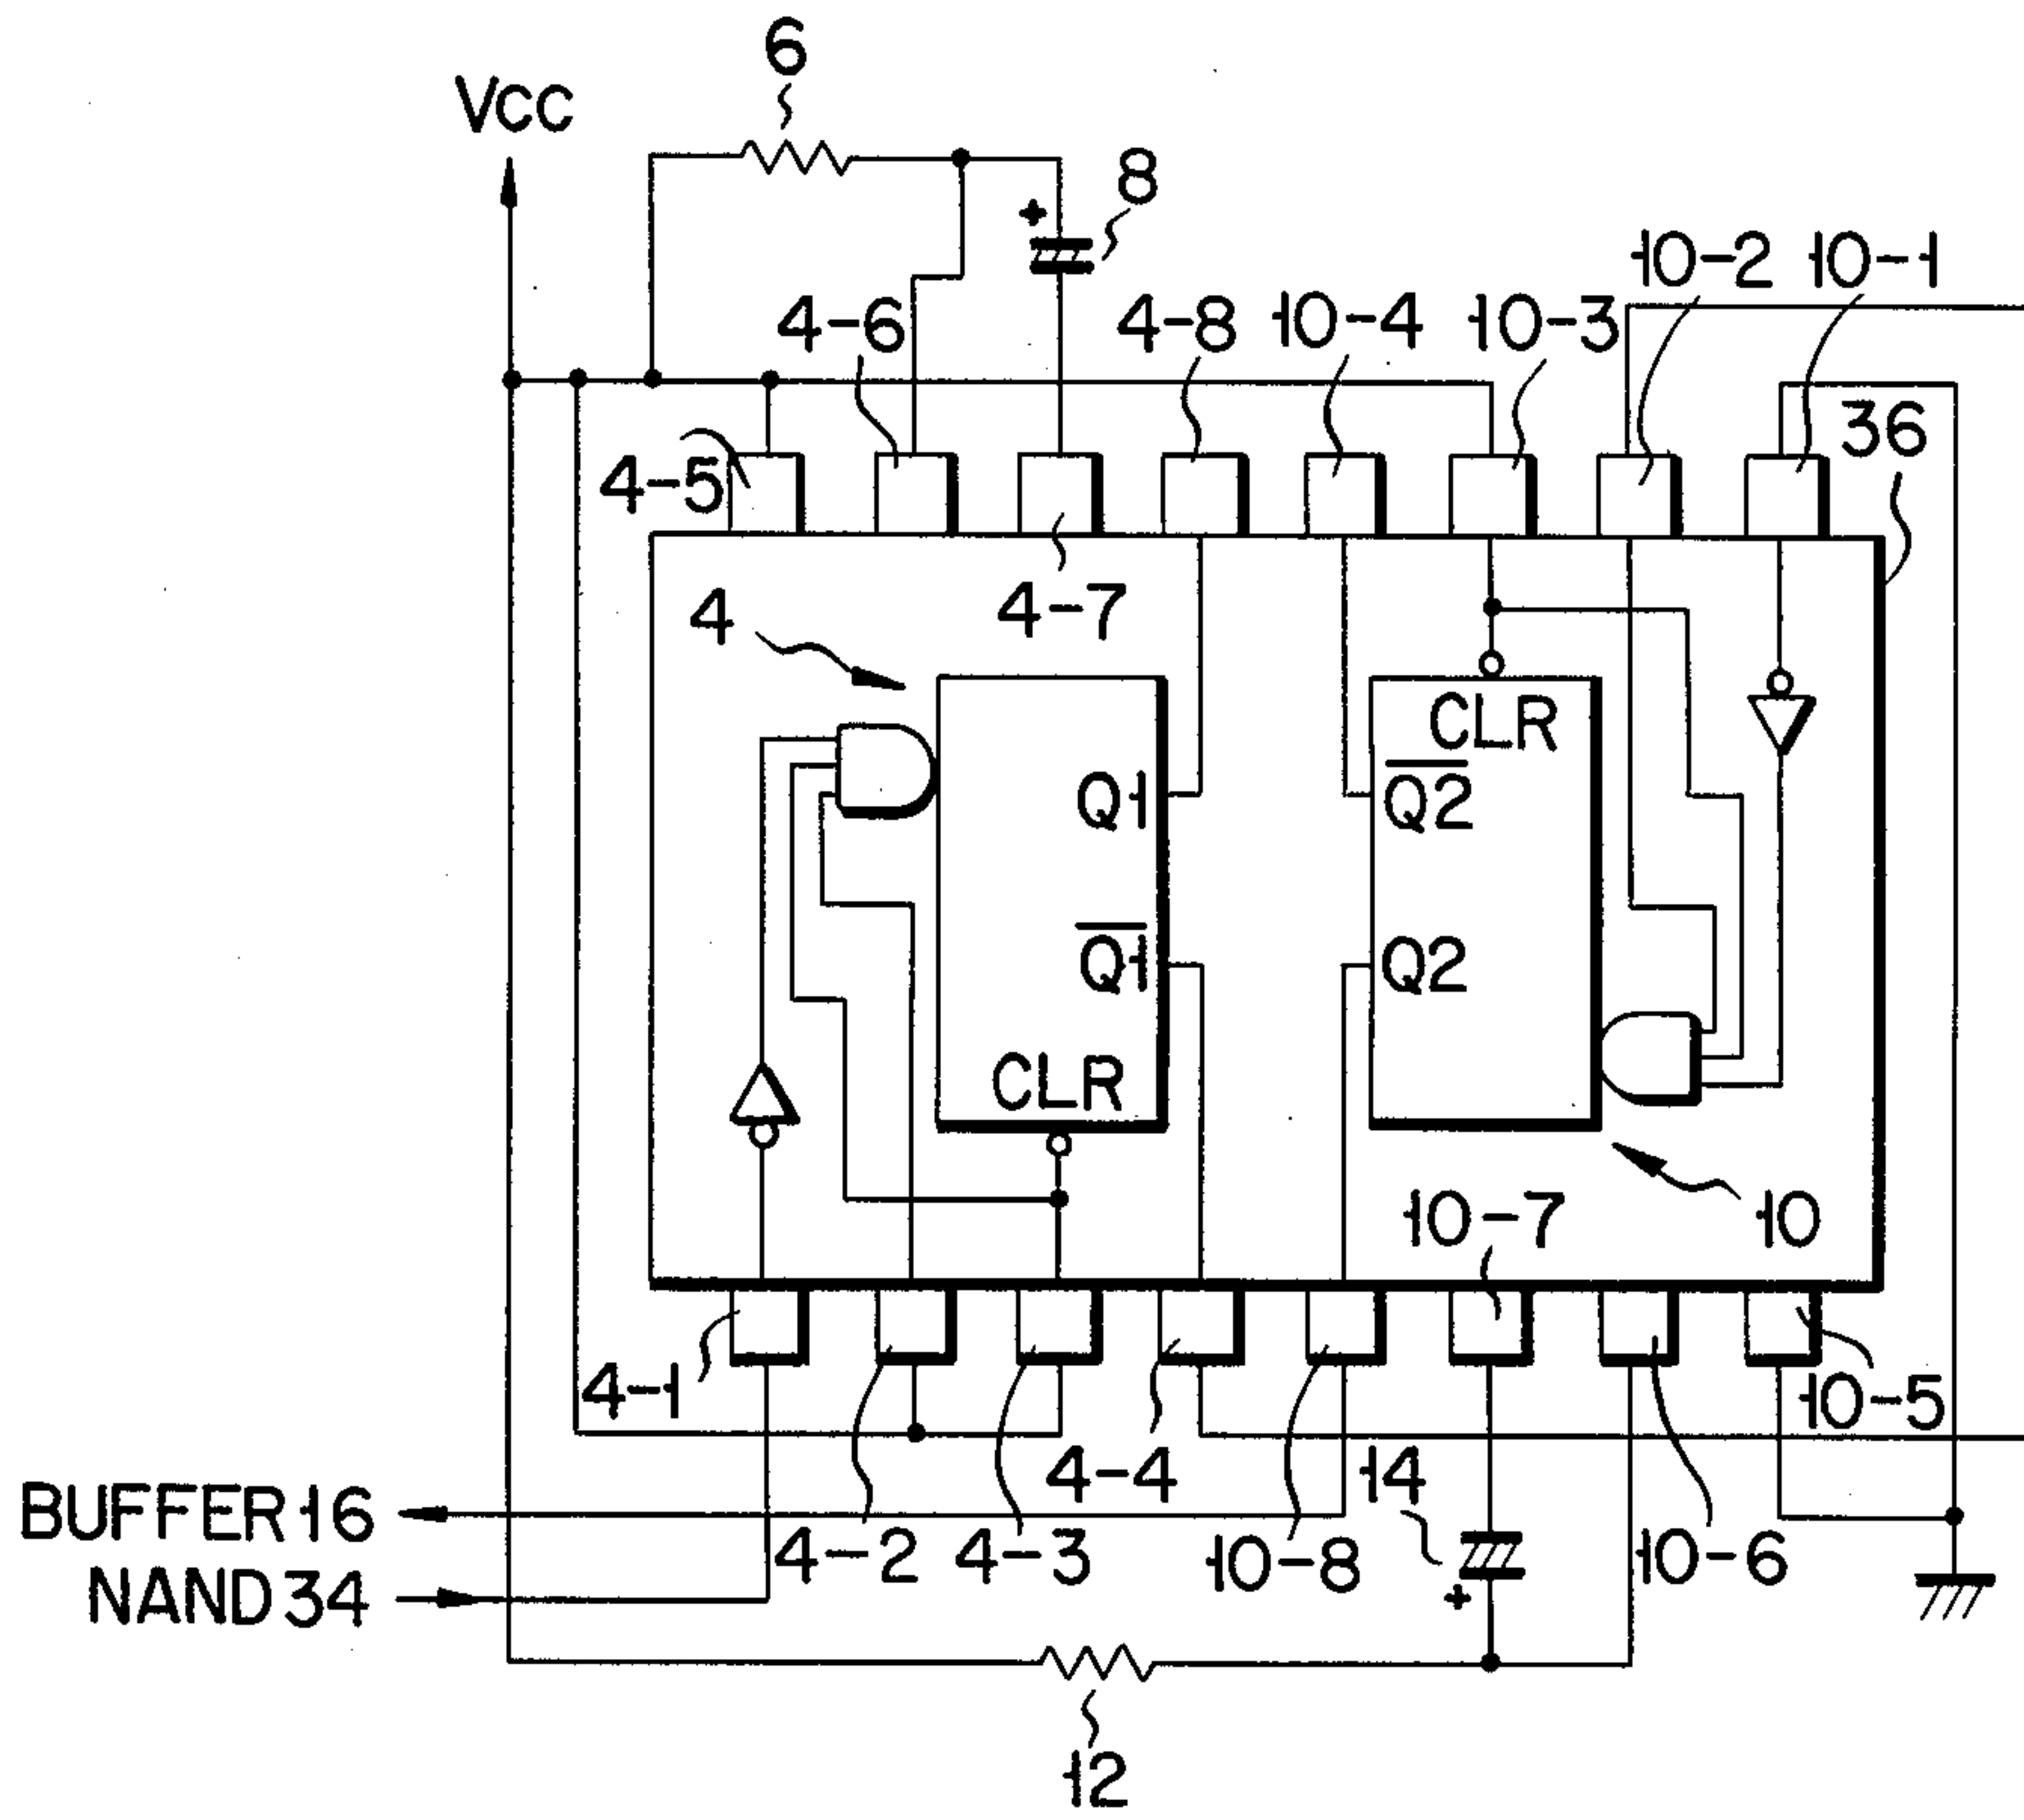 6
VCC
8
10-2 10-1
4-6 4-8 10-4 10-3
36
4-5
4 4-7
CLR
Q1 Q̅2̅
Q̅1̅ Q2
CLR
10-7 10
4-1 10-5
4-4 14
BUFFER 16
4-2 4-3 10-8 10-6
NAND 34
+
+
12